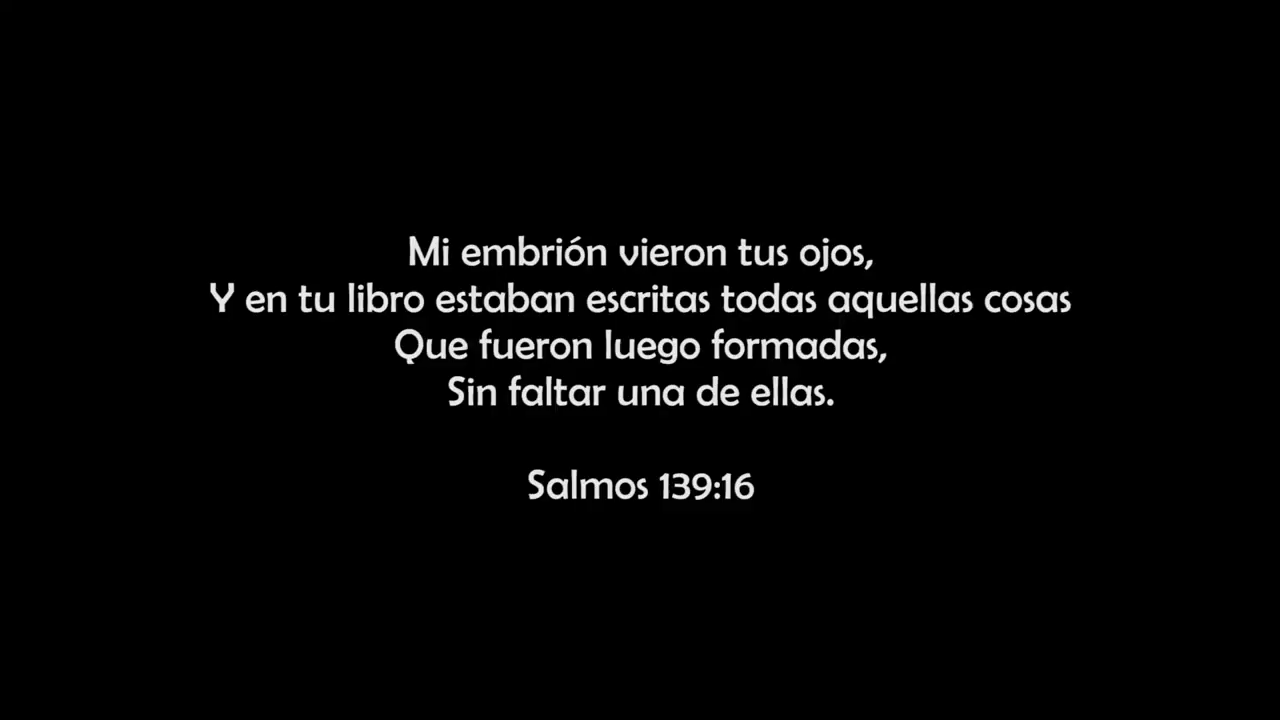 Mi embrión vieron tus ojos,
Y en tu libro estaban escritas todas aquellas cosas
Que fueron luego formadas,
Sin faltar una de ellas.
Salmos 139:16